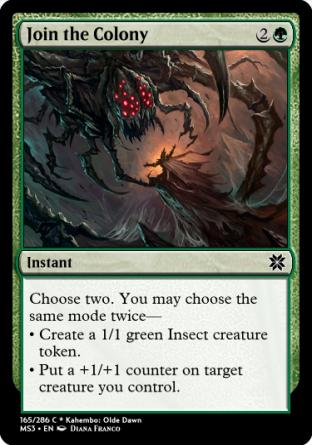 Join the Colony 2
Instant
Choose two. You may choose the
same mode twice—
• Create a 1/1 green Insect creature
token.
• Put a +1/+1 counter on target
creature you control.
165/286 C * Kahembo: Olde Dawn
MS3 • EN Diana Franco